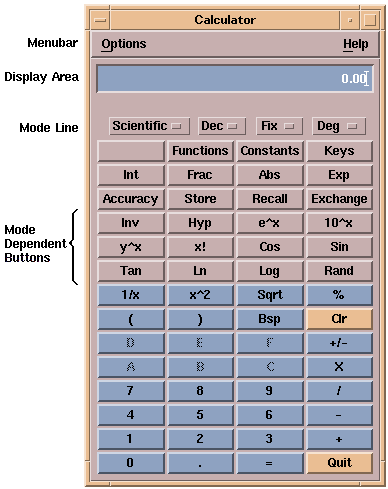 Calculator
Menubar
Options Help
Display Area
0.00
Mode Line
Scientific Dec Fix Deg
Functions Constants Keys
Int Frac Abs Exp
Accuracy Store Recall Exchange
Mode
Dependent
Buttons
Inv Hyp e^x 10^x
y^x x! Cos Sin
Tan Ln Log Rand
1/x x^2 Sqrt %
( ) Bsp Clr
D E F +/-
A B C X
7 8 9 /
4 5 6 -
1 2 3 +
0 . = Quit